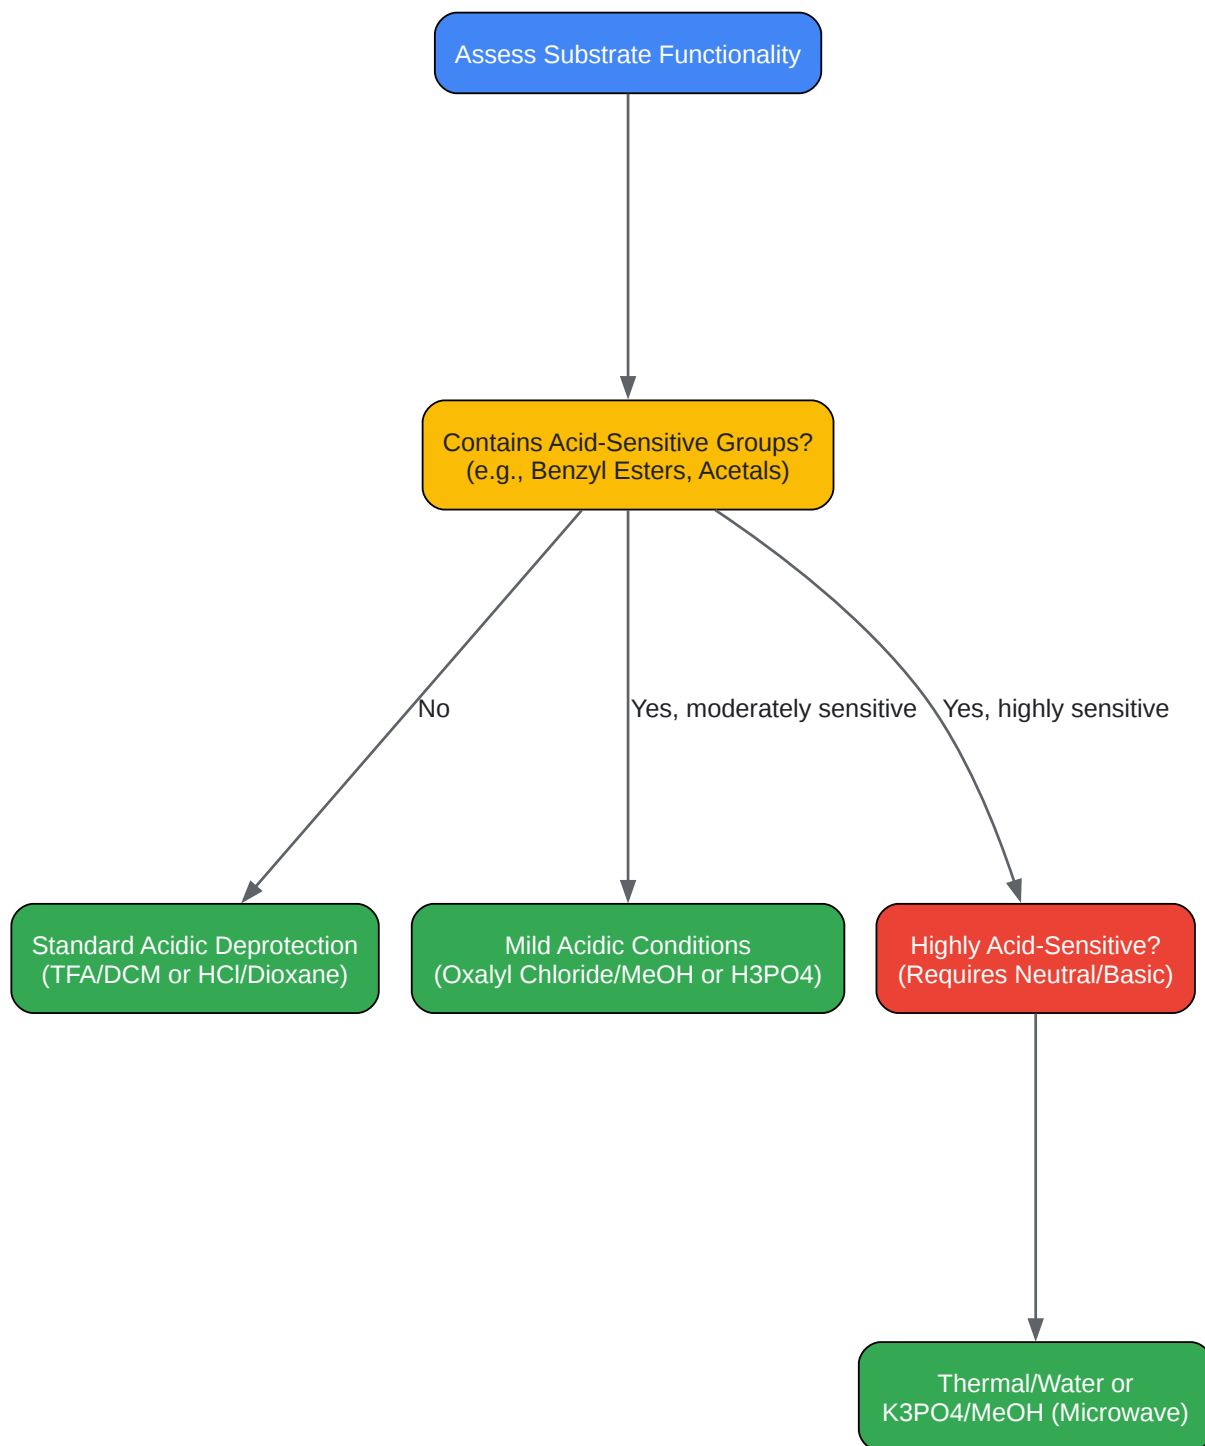 Assess Substrate Functionality
Contains Acid-Sensitive Groups?
(e.g., Benzyl Esters, Acetals)
No
Yes, moderately sensitive
Yes, highly sensitive
Standard Acidic Deprotection
(TFA/DCM or HCl/Dioxane)
Mild Acidic Conditions
(Oxalyl Chloride/MeOH or H3PO4)
Highly Acid-Sensitive?
(Requires Neutral/Basic)
Thermal/Water or
K3PO4/MeOH (Microwave)